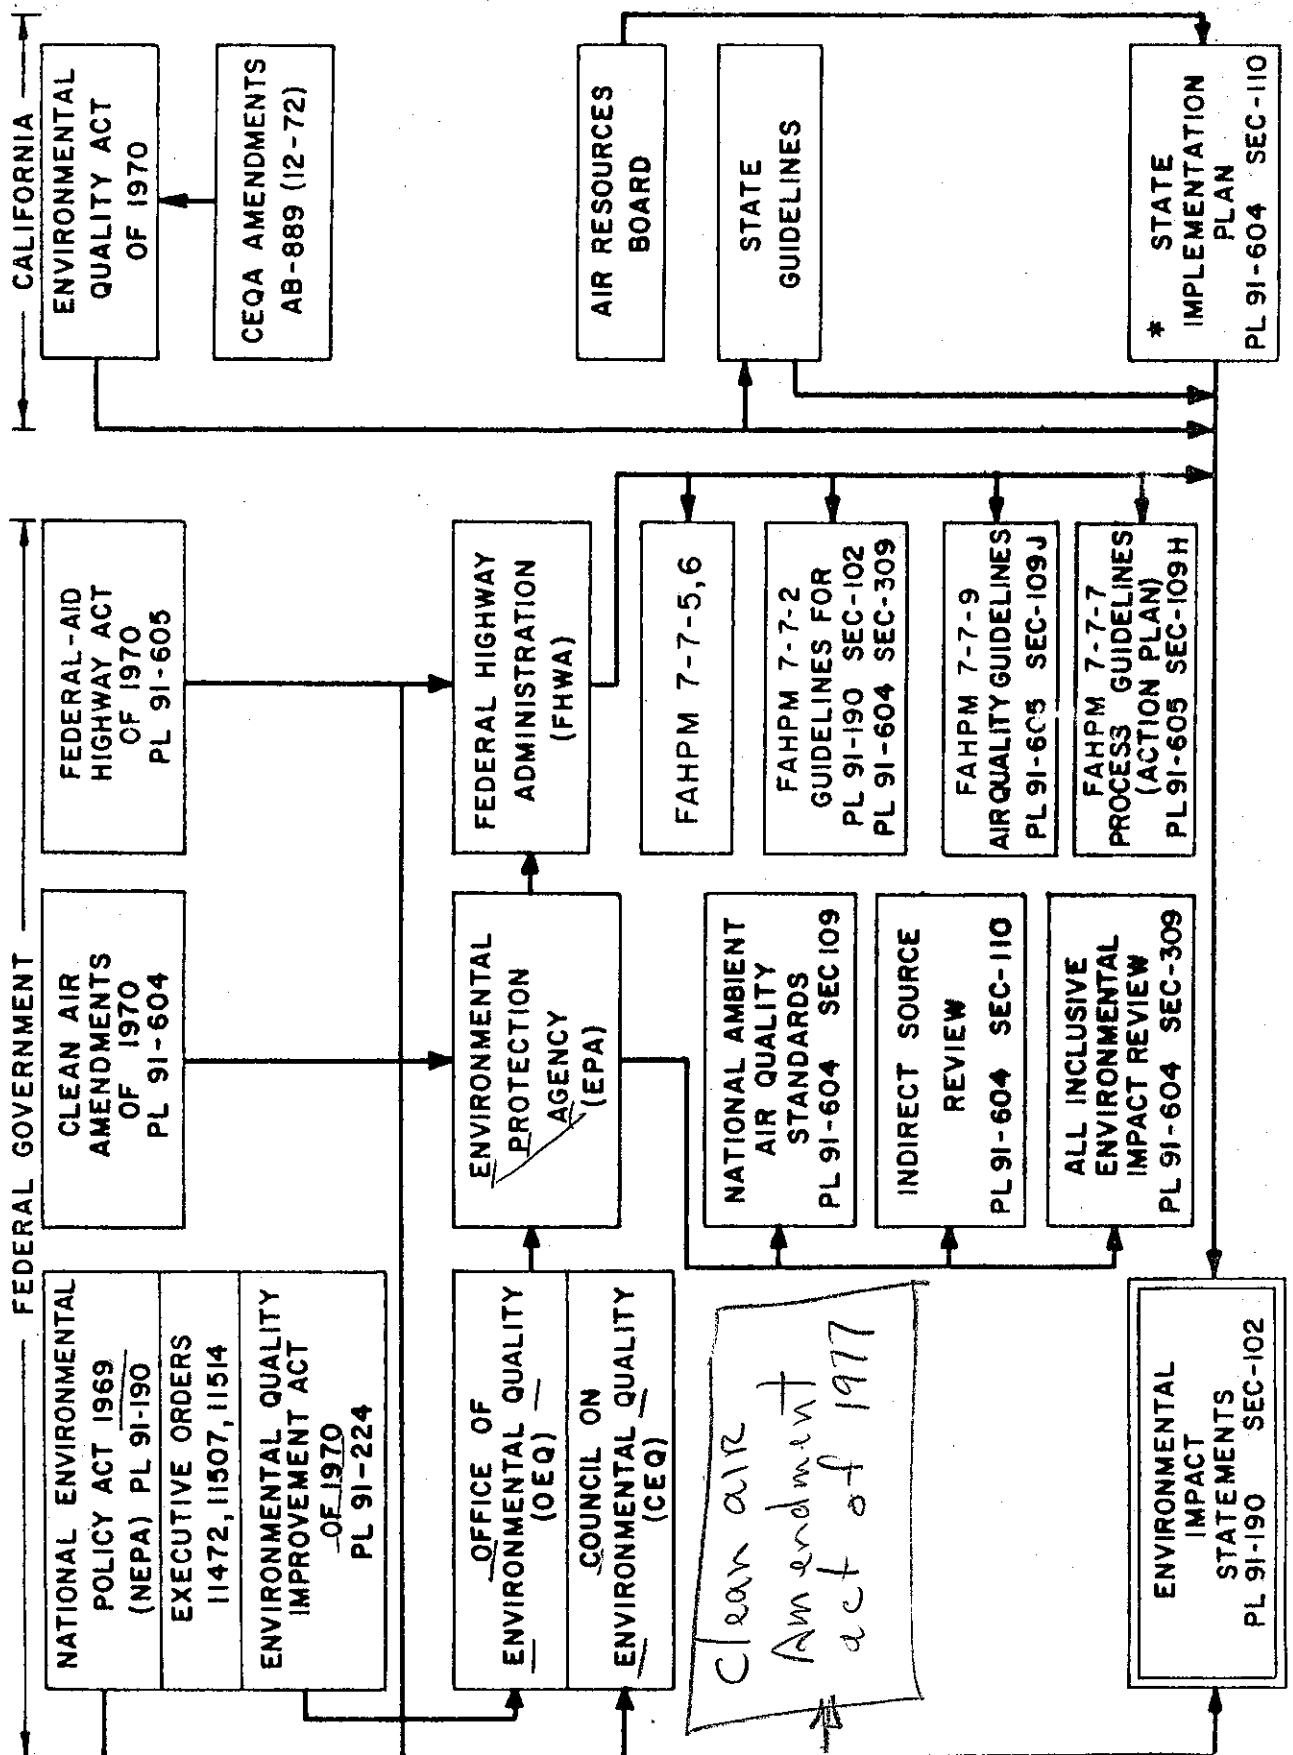 FEDERAL GOVERNMENT
CALIFORNIA
NATIONAL ENVIRONMENTAL
POLICY ACT 1969
(NEPA) PL 91-190
EXECUTIVE ORDERS
11472, 11507, 11514
ENVIRONMENTAL QUALITY
IMPROVEMENT ACT
OF 1970
PL 91-224
CLEAN AIR
AMENDMENTS
OF 1970
PL 91-604
FEDERAL-AID
HIGHWAY ACT
OF 1970
PL 91-605
ENVIRONMENTAL
QUALITY ACT
OF 1970
CEQA AMENDMENTS
AB-889 (12-72)
OFFICE OF
ENVIRONMENTAL QUALITY
(OEQ)
COUNCIL ON
ENVIRONMENTAL QUALITY
(CEQ)
ENVIRONMENTAL
PROTECTION
AGENCY
(EPA)
FEDERAL HIGHWAY
ADMINISTRATION
(FHWA)
AIR RESOURCES
BOARD
Clean air
Amendment
act of 1977
NATIONAL AMBIENT
AIR QUALITY
STANDARDS
PL 91-604 SEC 109
INDIRECT SOURCE
REVIEW
PL 91-604 SEC-110
ALL INCLUSIVE
ENVIRONMENTAL
IMPACT REVIEW
PL 91-604 SEC-309
FAHPM 7-7-5,6
FAHPM 7-7-2
GUIDELINES FOR
PL 91-190 SEC-102
PL 91-604 SEC-309
FAHPM 7-7-9
AIR QUALITY GUIDELINES
PL 91-605 SEC-109J
FAHPM 7-7-7
PROCESS GUIDELINES
(ACTION PLAN)
PL 91-605 SEC-109H
STATE
GUIDELINES
* STATE
IMPLEMENTATION
PLAN
PL 91-604 SEC-110
ENVIRONMENTAL
IMPACT
STATEMENTS
PL 91-190 SEC-102